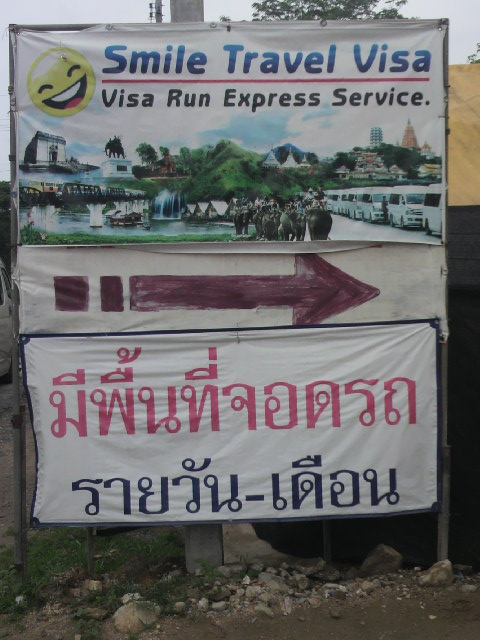 Smile Travel Visa
Visa Run Express Service.
มีพื้นที่จอดรถ
รายวัน-เดือน